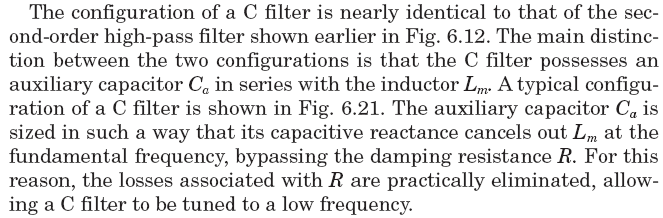 The configuration of a C filter is nearly identical to that of the sec-
ond-order high-pass filter shown earlier in Fig. 6.12. The main distinc-
tion between the two configurations is that the C filter possesses an
auxiliary capacitor Cₐ in series with the inductor Lₘ. A typical configu-
ration of a C filter is shown in Fig. 6.21. The auxiliary capacitor Cₐ is
sized in such a way that its capacitive reactance cancels out Lₘ at the
fundamental frequency, bypassing the damping resistance R. For this
reason, the losses associated with R are practically eliminated, allow-
ing a C filter to be tuned to a low frequency.